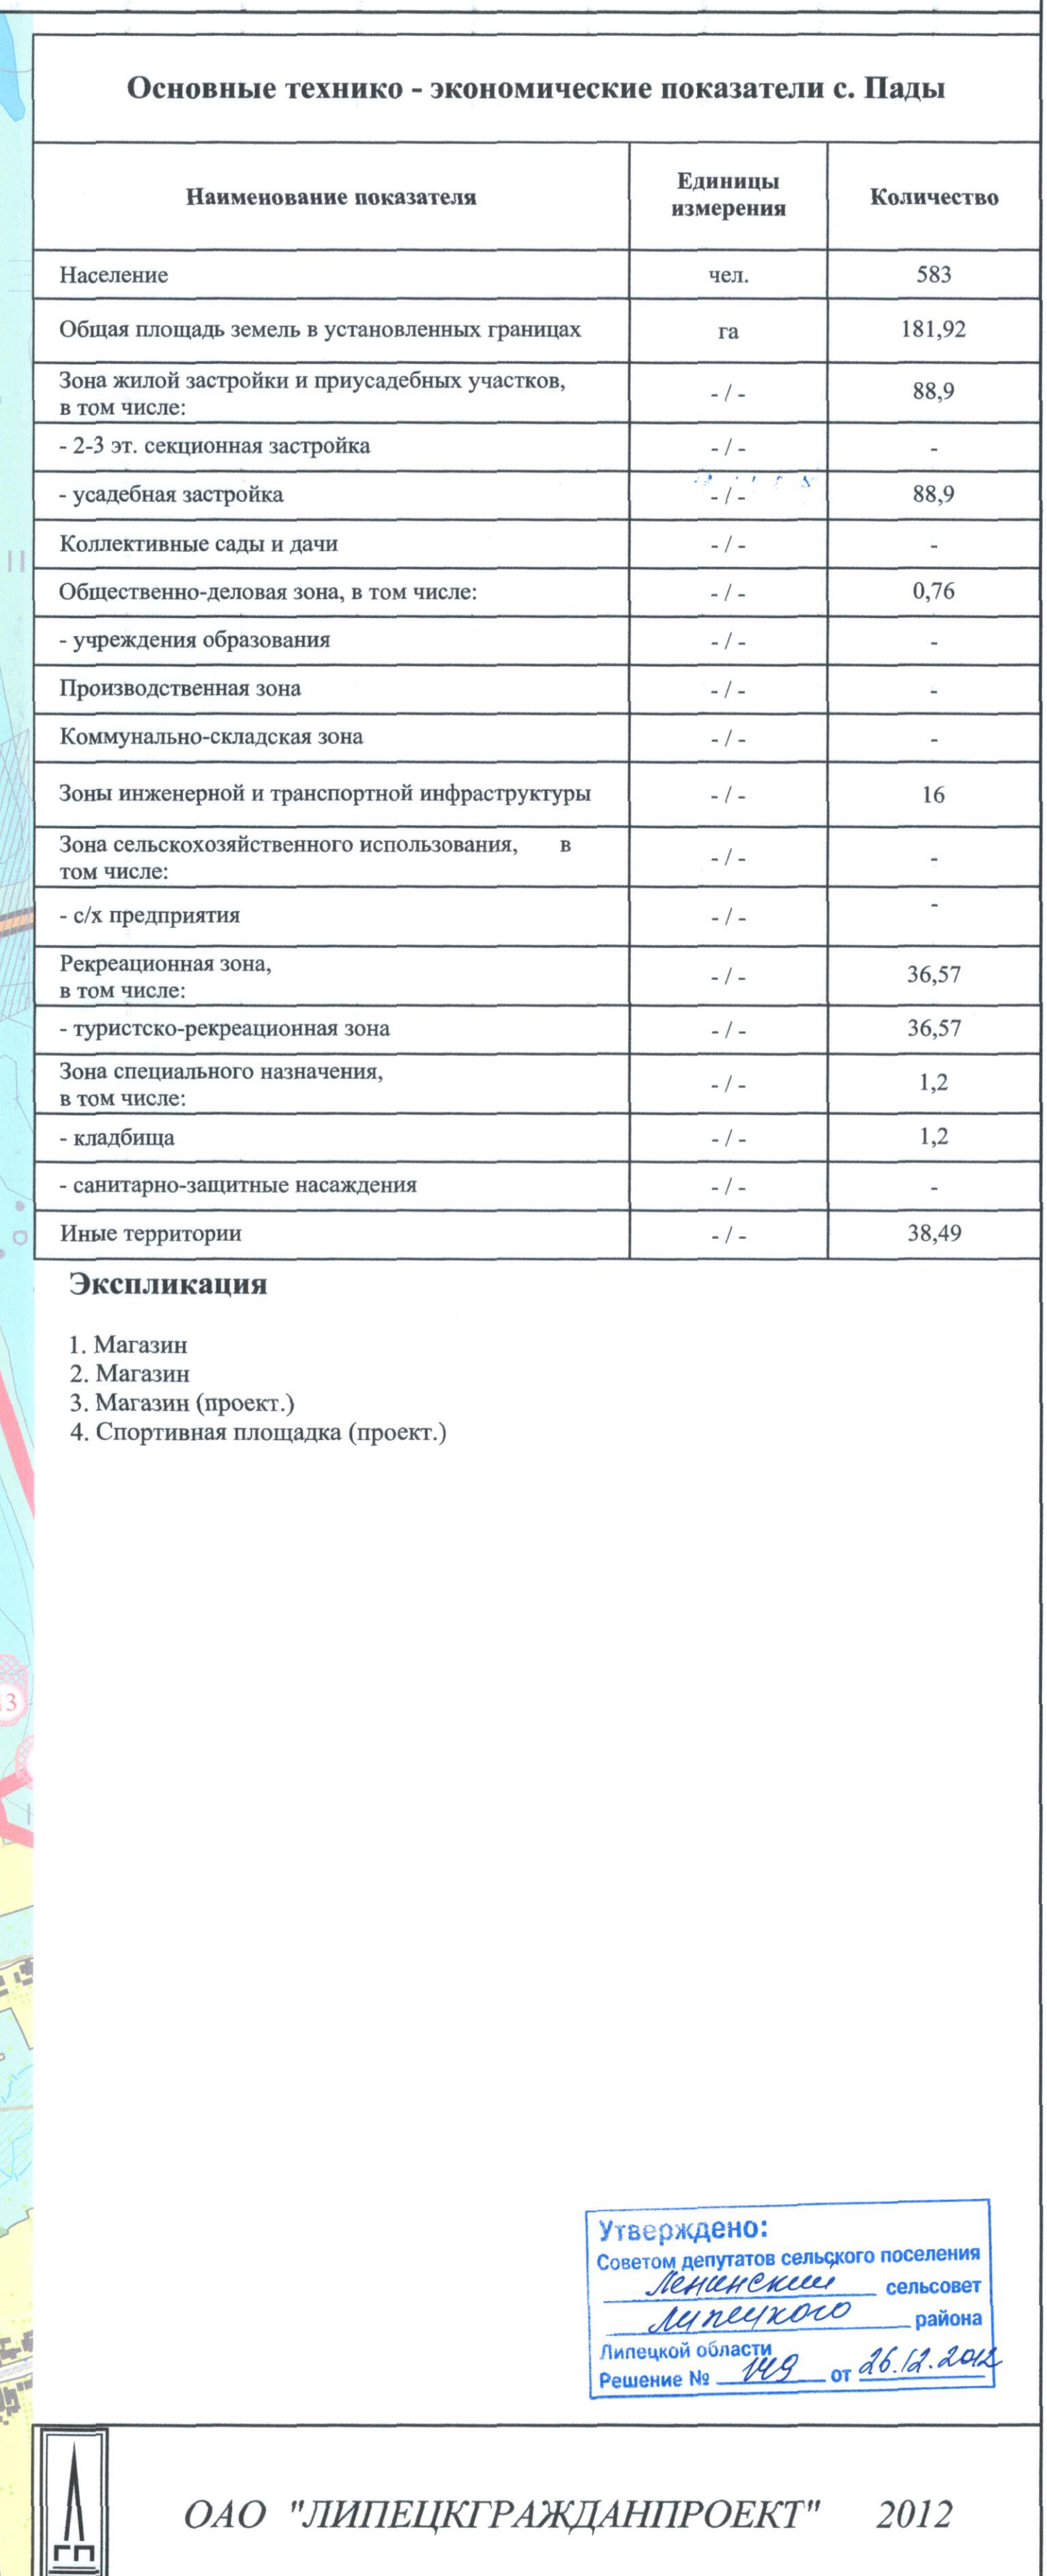 Основные технико - экономические показатели с. Пады
Наименование показателя Единицы измерения Количество
Население чел. 583
Общая площадь земель в установленных границах га 181,92
Зона жилой застройки и приусадебных участков,
в том числе: - / - 88,9
- 2-3 эт. секционная застройка - / - -
- усадебная застройка - / - 88,9
Коллективные сады и дачи - / - -
Общественно-деловая зона, в том числе: - / - 0,76
- учреждения образования - / - -
Производственная зона - / - -
Коммунально-складская зона - / - -
Зоны инженерной и транспортной инфраструктуры - / - 16
Зона сельскохозяйственного использования, в
том числе: - / - -
- с/х предприятия - / - -
Рекреационная зона,
в том числе: - / - 36,57
- туристско-рекреационная зона - / - 36,57
Зона специального назначения,
в том числе: - / - 1,2
- кладбища - / - 1,2
- санитарно-защитные насаждения - / - -
Иные территории - / - 38,49
Экспликация
1. Магазин
2. Магазин
3. Магазин (проект.)
4. Спортивная площадка (проект.)
Утверждено:
Советом депутатов сельского поселения
Ленинский сельсовет
Липецкого района
Липецкой области
Решение № 149 от 26.12.2012
ГП
ОАО "ЛИПЕЦКГРАЖДАНПРОЕКТ" 2012